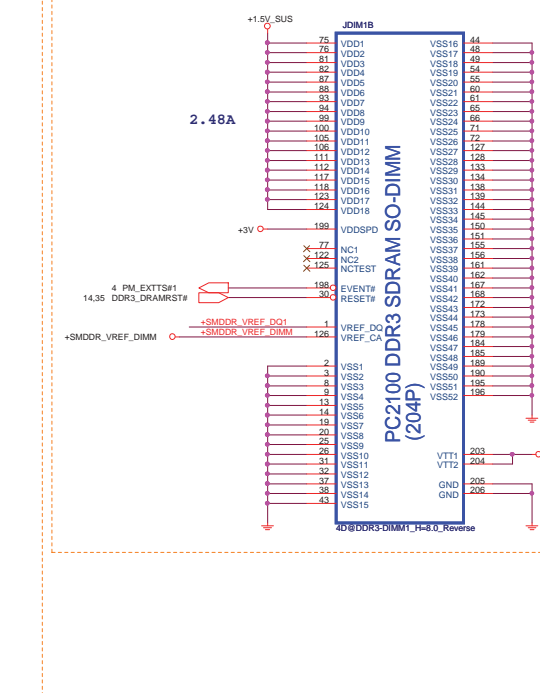 +1.5V_SUS
JDIM1B
75 VDD1 VSS16 44
76 VDD2 VSS17 48
81 VDD3 VSS18 49
82 VDD4 VSS19 54
87 VDD5 VSS20 55
88 VDD6 VSS21 60
93 VDD7 VSS22 61
94 VDD8 VSS23 65
2.48A 99 VDD9 VSS24 66
100 VDD10 VSS25 71
105 VDD11 VSS26 72
106 VDD12 VSS27 127
111 VDD13 VSS28 128
112 VDD14 VSS29 133
117 VDD15 VSS30 134
118 VDD16 VSS31 138
123 VDD17 VSS32 139
124 VDD18 VSS33 144
VSS34 145
+3V 199 VDDSPD VSS35 150
VSS36 151
77 NC1 VSS37 155
122 NC2 VSS38 156
125 NCTEST VSS39 161
VSS40 162
4 PM_EXTTS#1 198 EVENT# VSS41 167
14,35 DDR3_DRAMRST# 30 RESET# VSS42 168
VSS43 172
VSS44 173
+SMDDR_VREF_DQ1 1 VREF_DQ VSS45 178
+SMDDR_VREF_DIMM +SMDDR_VREF_DIMM 126 VREF_CA VSS46 179
VSS47 184
VSS48 185
2 VSS1 VSS49 189
3 VSS2 VSS50 190
8 VSS3 VSS51 195
9 VSS4 VSS52 196
13 VSS5
14 VSS6
19 VSS7
20 VSS8
25 VSS9
26 VSS10 VTT1 203
31 VSS11 VTT2 204
32 VSS12
37 VSS13 GND 205
38 VSS14 GND 206
43 VSS15
PC2100 DDR3 SDRAM SO-DIMM
(204P)
4D@DDR3-DIMM1_H=8.0_Reverse